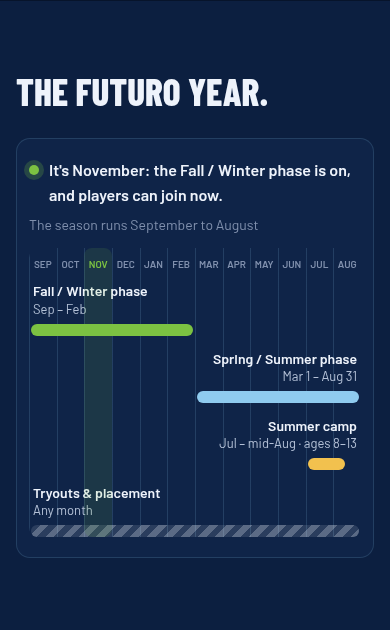 THE FUTURO YEAR.
It's November: the Fall / Winter phase is on,
and players can join now.
The season runs September to August
SEP OCT NOV DEC JAN FEB MAR APR MAY JUN JUL AUG
Fall / Winter phase
Sep – Feb
Spring / Summer phase
Mar 1 – Aug 31
Summer camp
Jul – mid-Aug · ages 8–13
Tryouts & placement
Any month